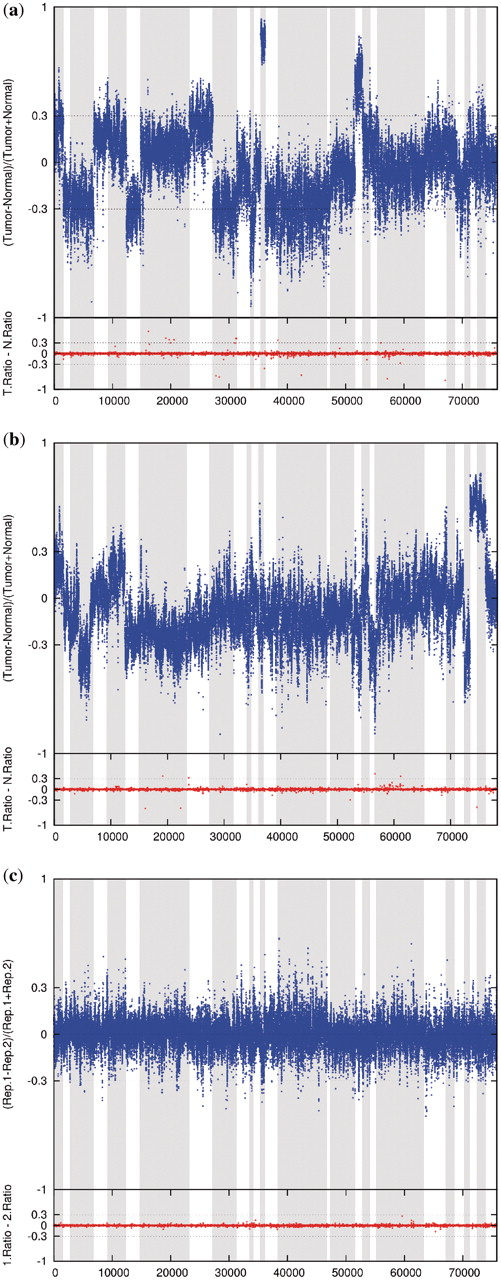 (a)
1
0.3
0
-0.3
-1
(Tumor-Normal)/(Tumor+Normal)
0.3
0
-0.3
-1
T.Ratio - N.Ratio
0 10000 20000 30000 40000 50000 60000 70000
(b)
1
0.3
0
-0.3
-1
(Tumor-Normal)/(Tumor+Normal)
0.3
0
-0.3
-1
T.Ratio - N.Ratio
0 10000 20000 30000 40000 50000 60000 70000
(c)
1
0.3
0
-0.3
-1
(Rep.1-Rep.2)/(Rep.1+Rep.2)
0.3
0
-0.3
-1
1.Ratio - 2.Ratio
0 10000 20000 30000 40000 50000 60000 70000